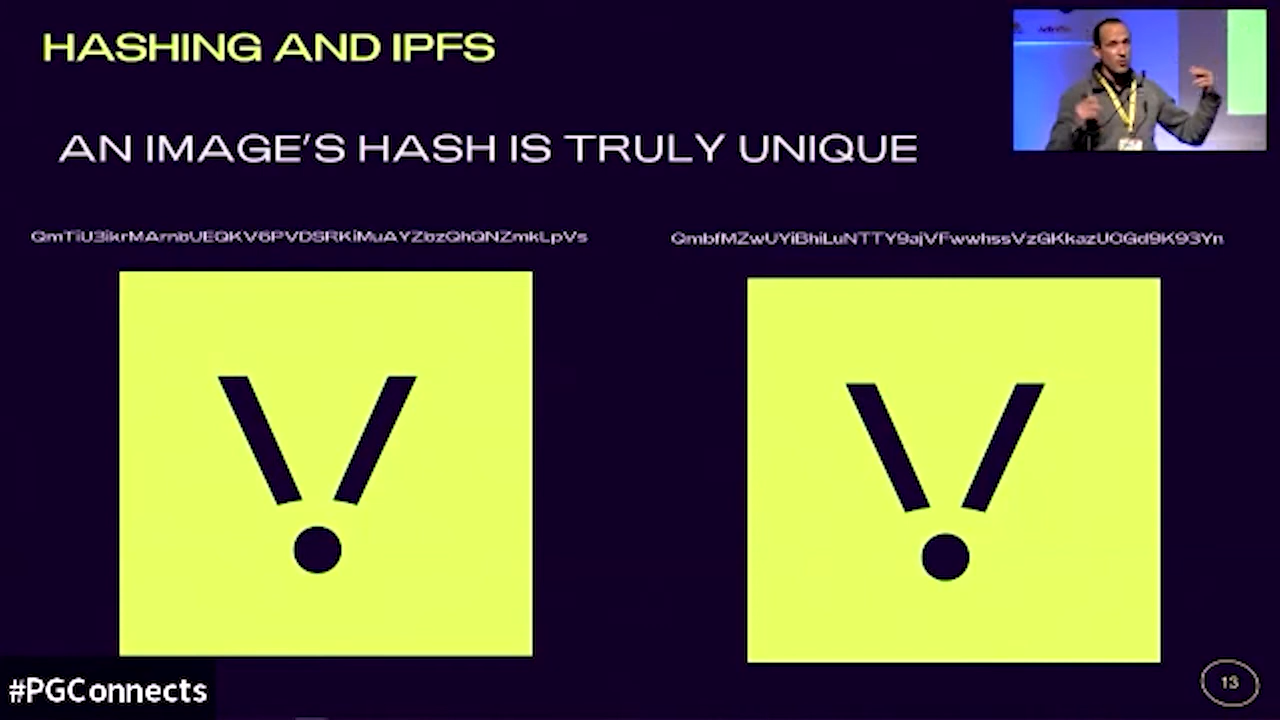 HASHING AND IPFS
AN IMAGE'S HASH IS TRULY UNIQUE
#PGConnects
13